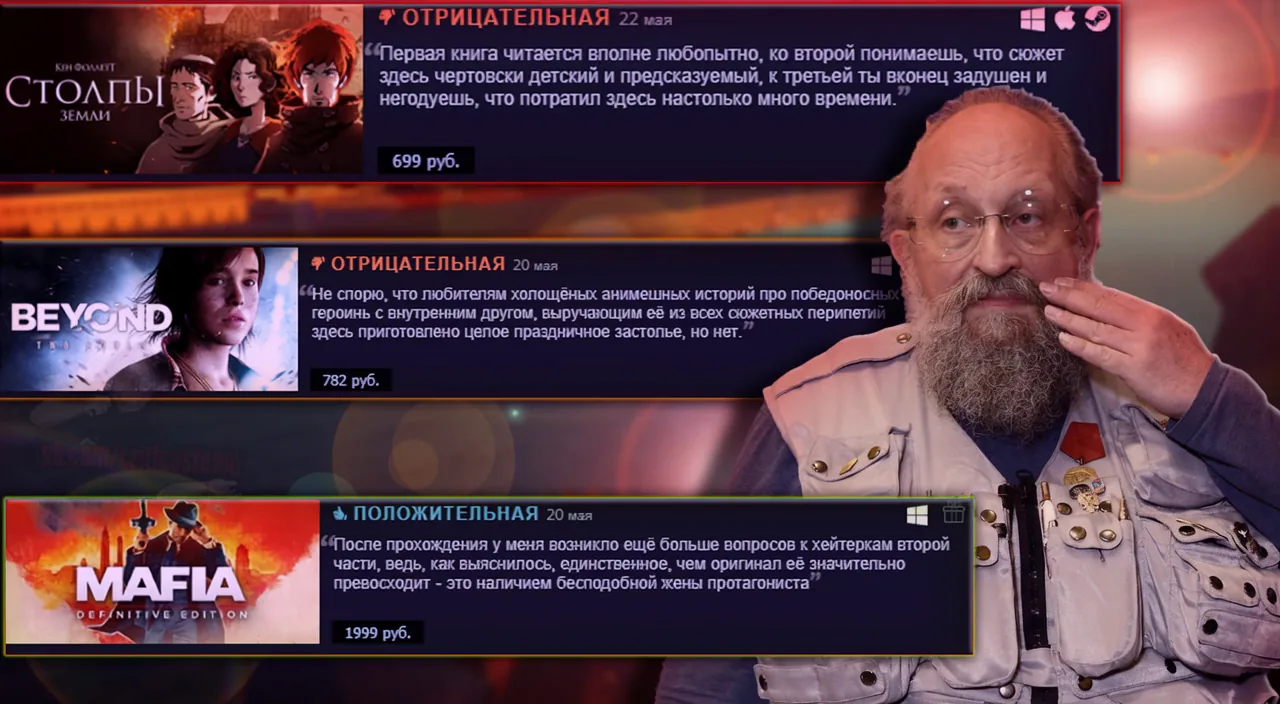 КЕН ФОЛЛЕТТ
СТОЛПЫ
ЗЕМЛИ
ОТРИЦАТЕЛЬНАЯ 22 мая
“Первая книга читается вполне любопытно, ко второй понимаешь, что сюжет
здесь чертовски детский и предсказуемый, к третьей ты вконец задушен и
негодуешь, что потратил здесь настолько много времени.”
699 руб.
BEYOND
ОТРИЦАТЕЛЬНАЯ 20 мая
“Не спорю, что любителям холощёных анимешных историй про победоносных
героинь с внутренним другом, выручающим её из всех сюжетных перипетий
здесь приготовлено целое праздничное застолье, но нет.”
782 руб.
MAFIA
DEFINITIVE EDITION
ПОЛОЖИТЕЛЬНАЯ 20 мая
“После прохождения у меня возникло ещё больше вопросов к хейтеркам второй
части, ведь, как выяснилось, единственное, чем оригинал её значительно
превосходит - это наличием бесподобной жены протагониста”
1999 руб.